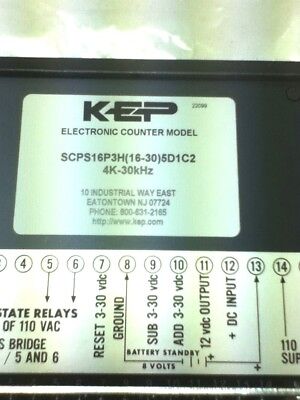 KEP
22099
ELECTRONIC COUNTER MODEL
SCPS16P3H(16-30)5D1C2
4K-30kHz
10 INDUSTRIAL WAY EAST
EATONTOWN NJ 07724
PHONE: 800-631-2165
http://www.kep.com
4 5 6 7 8 9 10 11 12 13 14
STATE RELAYS
OF 110 VAC
S BRIDGE
/ 5 AND 6
RESET 3-30 vdc
GROUND
SUB 3-30 vdc
ADD 3-30 vdc
12 vdc OUTPUT
+ DC INPUT
BATTERY STANDBY
8 VOLTS
+
110
SUP